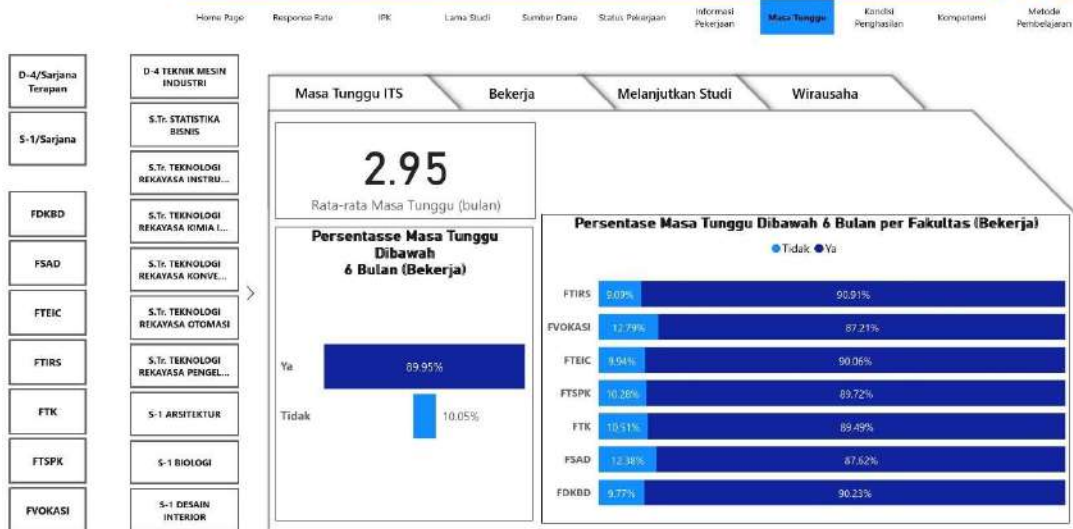 Home Page
Response Rate
IPK
Lama Studi
Sumber Dana
Status Pekerjaan
Informasi
Pekerjaan
Masa Tunggu
Kondisi
Penghasilan
Kompetensi
Metode
Pembelajaran
D-4/Sarjana
Terapan
S-1/Sarjana
FDKBD
FSAD
FTEIC
FTIRS
FTK
FTSPK
FVOKASI
D-4 TEKNIK MESIN
INDUSTRI
S.Tr. STATISTIKA
BISNIS
S.Tr. TEKNOLOGI
REKAYASA INSTRU...
S.Tr. TEKNOLOGI
REKAYASA KIMIA I...
S.Tr. TEKNOLOGI
REKAYASA KONVE...
S.Tr. TEKNOLOGI
REKAYASA OTOMASI
S.Tr. TEKNOLOGI
REKAYASA PENGEL...
S-1 ARSITEKTUR
S-1 BIOLOGI
S-1 DESAIN
INTERIOR
Masa Tunggu ITS
Bekerja
Melanjutkan Studi
Wirausaha
2.95
Rata-rata Masa Tunggu (bulan)
Persentasse Masa Tunggu
Dibawah
6 Bulan (Bekerja)
Ya 89.95%
Tidak 10.05%
Persentase Masa Tunggu Dibawah 6 Bulan per Fakultas (Bekerja)
Tidak Ya
FTIRS 9.09% 90.91%
FVOKASI 12.79% 87.21%
FTEIC 9.94% 90.06%
FTSPK 10.28% 89.72%
FTK 10.51% 89.49%
FSAD 12.38% 87.62%
FDKBD 9.77% 90.23%